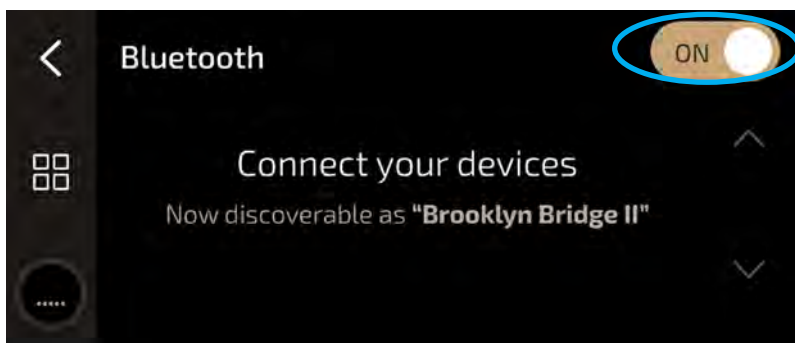 Bluetooth
ON
Connect your devices
Now discoverable as “Brooklyn Bridge II”
.....